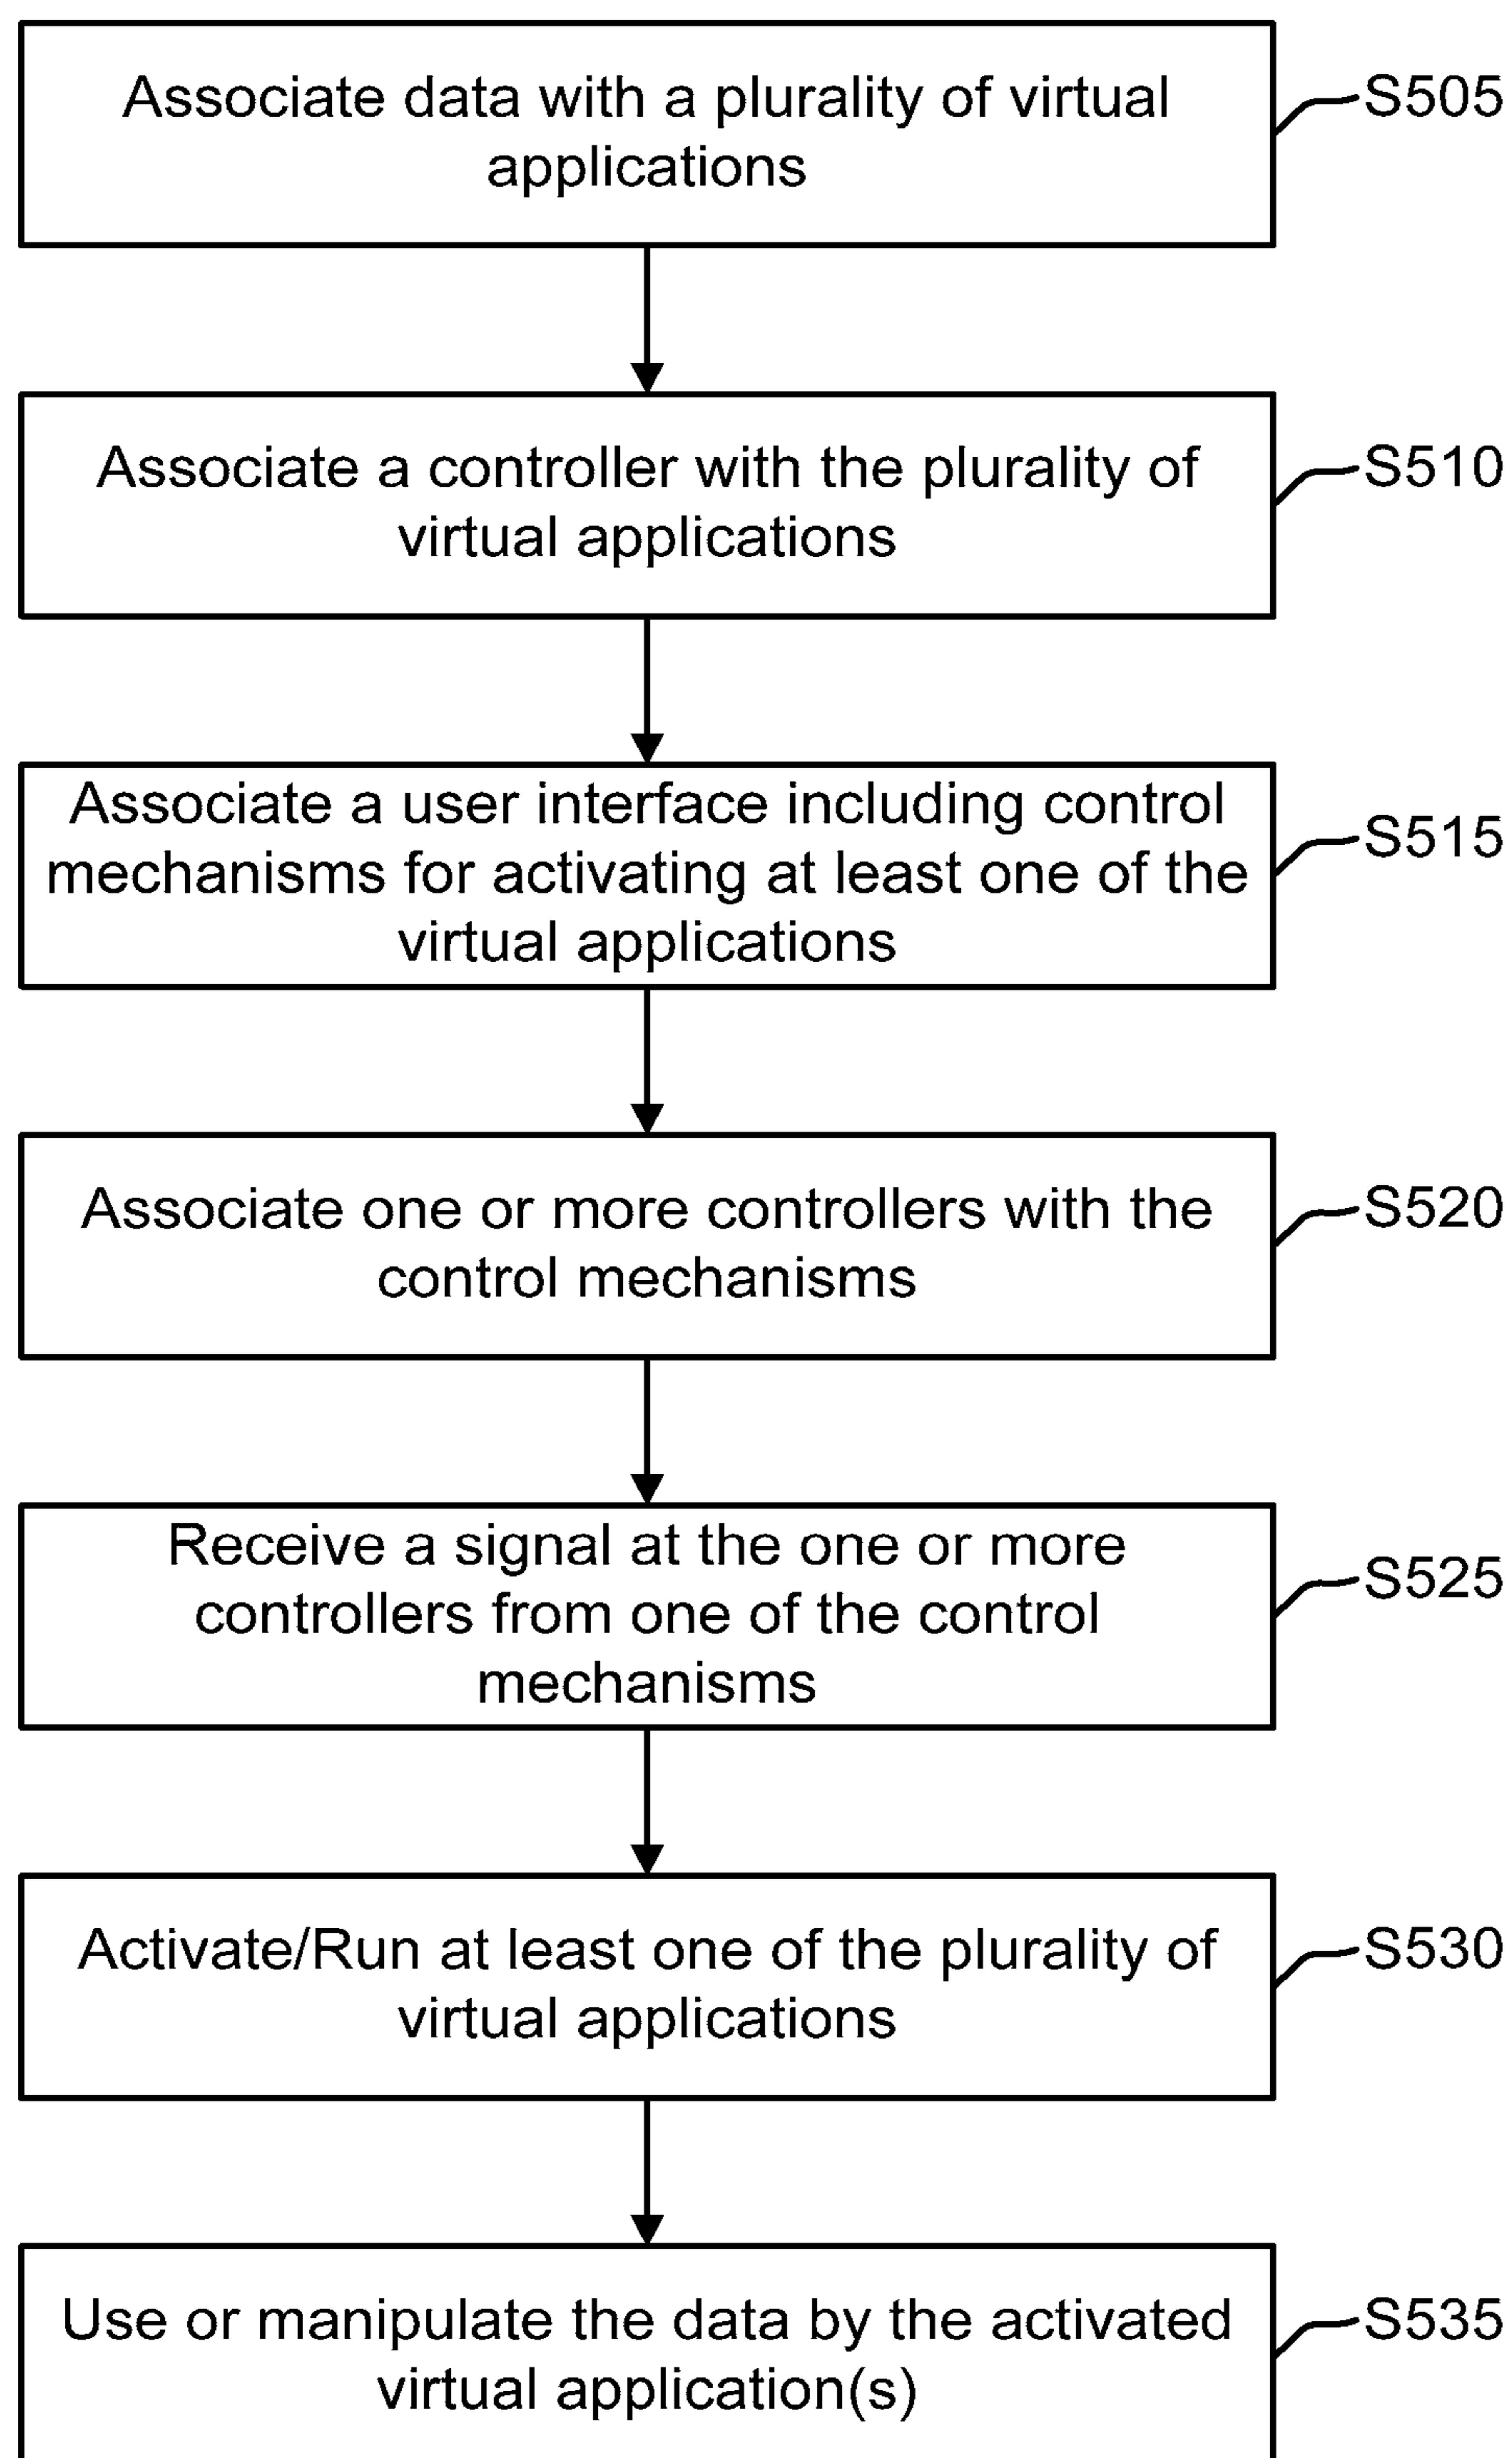 Associate data with a plurality of virtual
applications
S505
Associate a controller with the plurality of
virtual applications
S510
Associate a user interface including control
mechanisms for activating at least one of the
virtual applications
S515
Associate one or more controllers with the
control mechanisms
S520
Receive a signal at the one or more
controllers from one of the control
mechanisms
S525
Activate/Run at least one of the plurality of
virtual applications
S530
Use or manipulate the data by the activated
virtual application(s)
S535